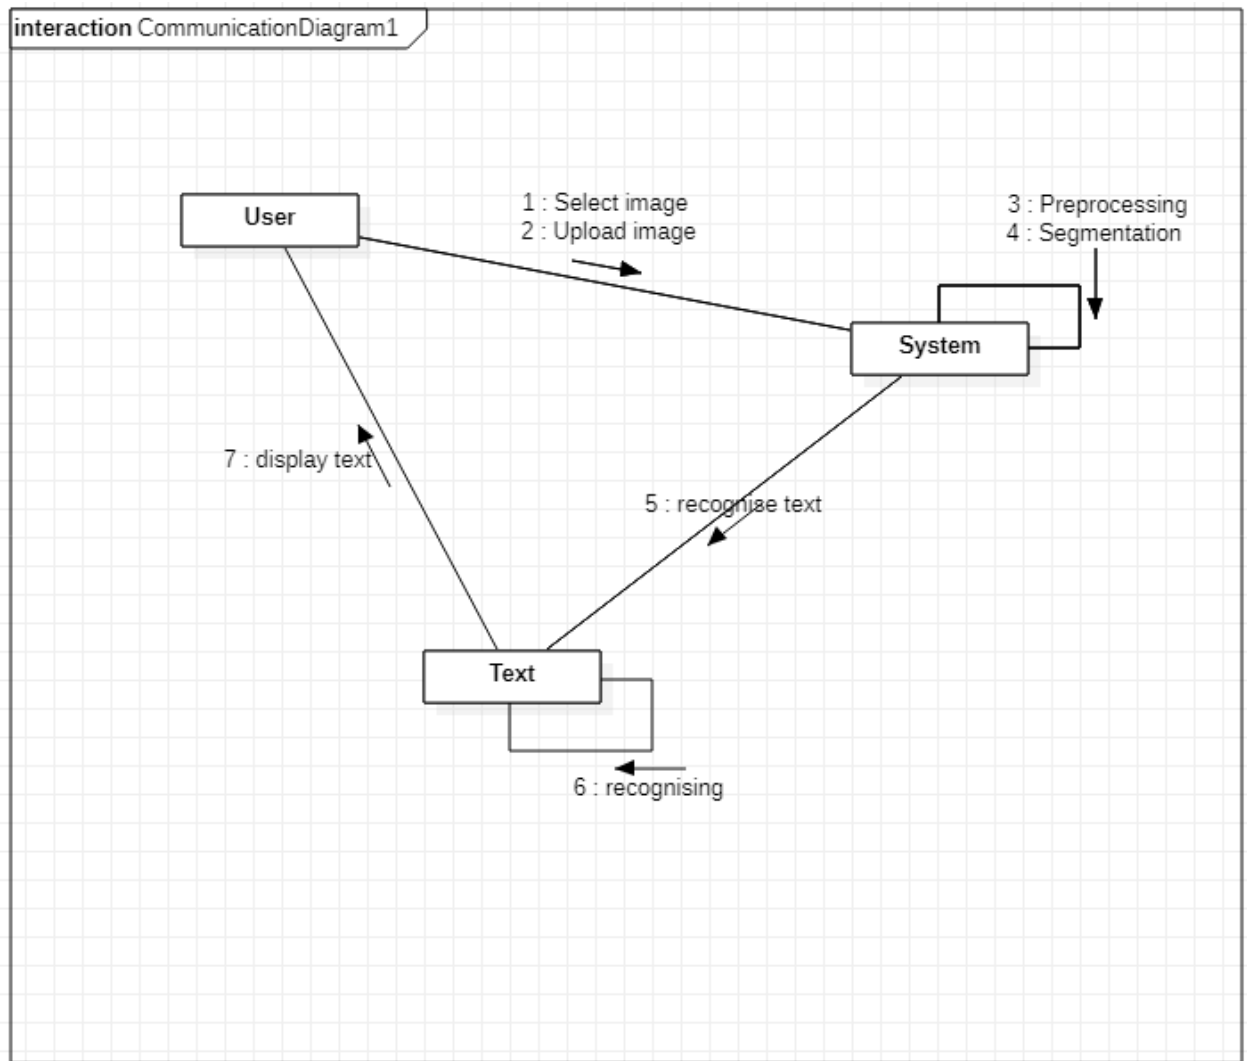 interaction CommunicationDiagram1
User
1 : Select image
2 : Upload image
3 : Preprocessing
4 : Segmentation
System
7 : display text
5 : recognise text
Text
6 : recognising